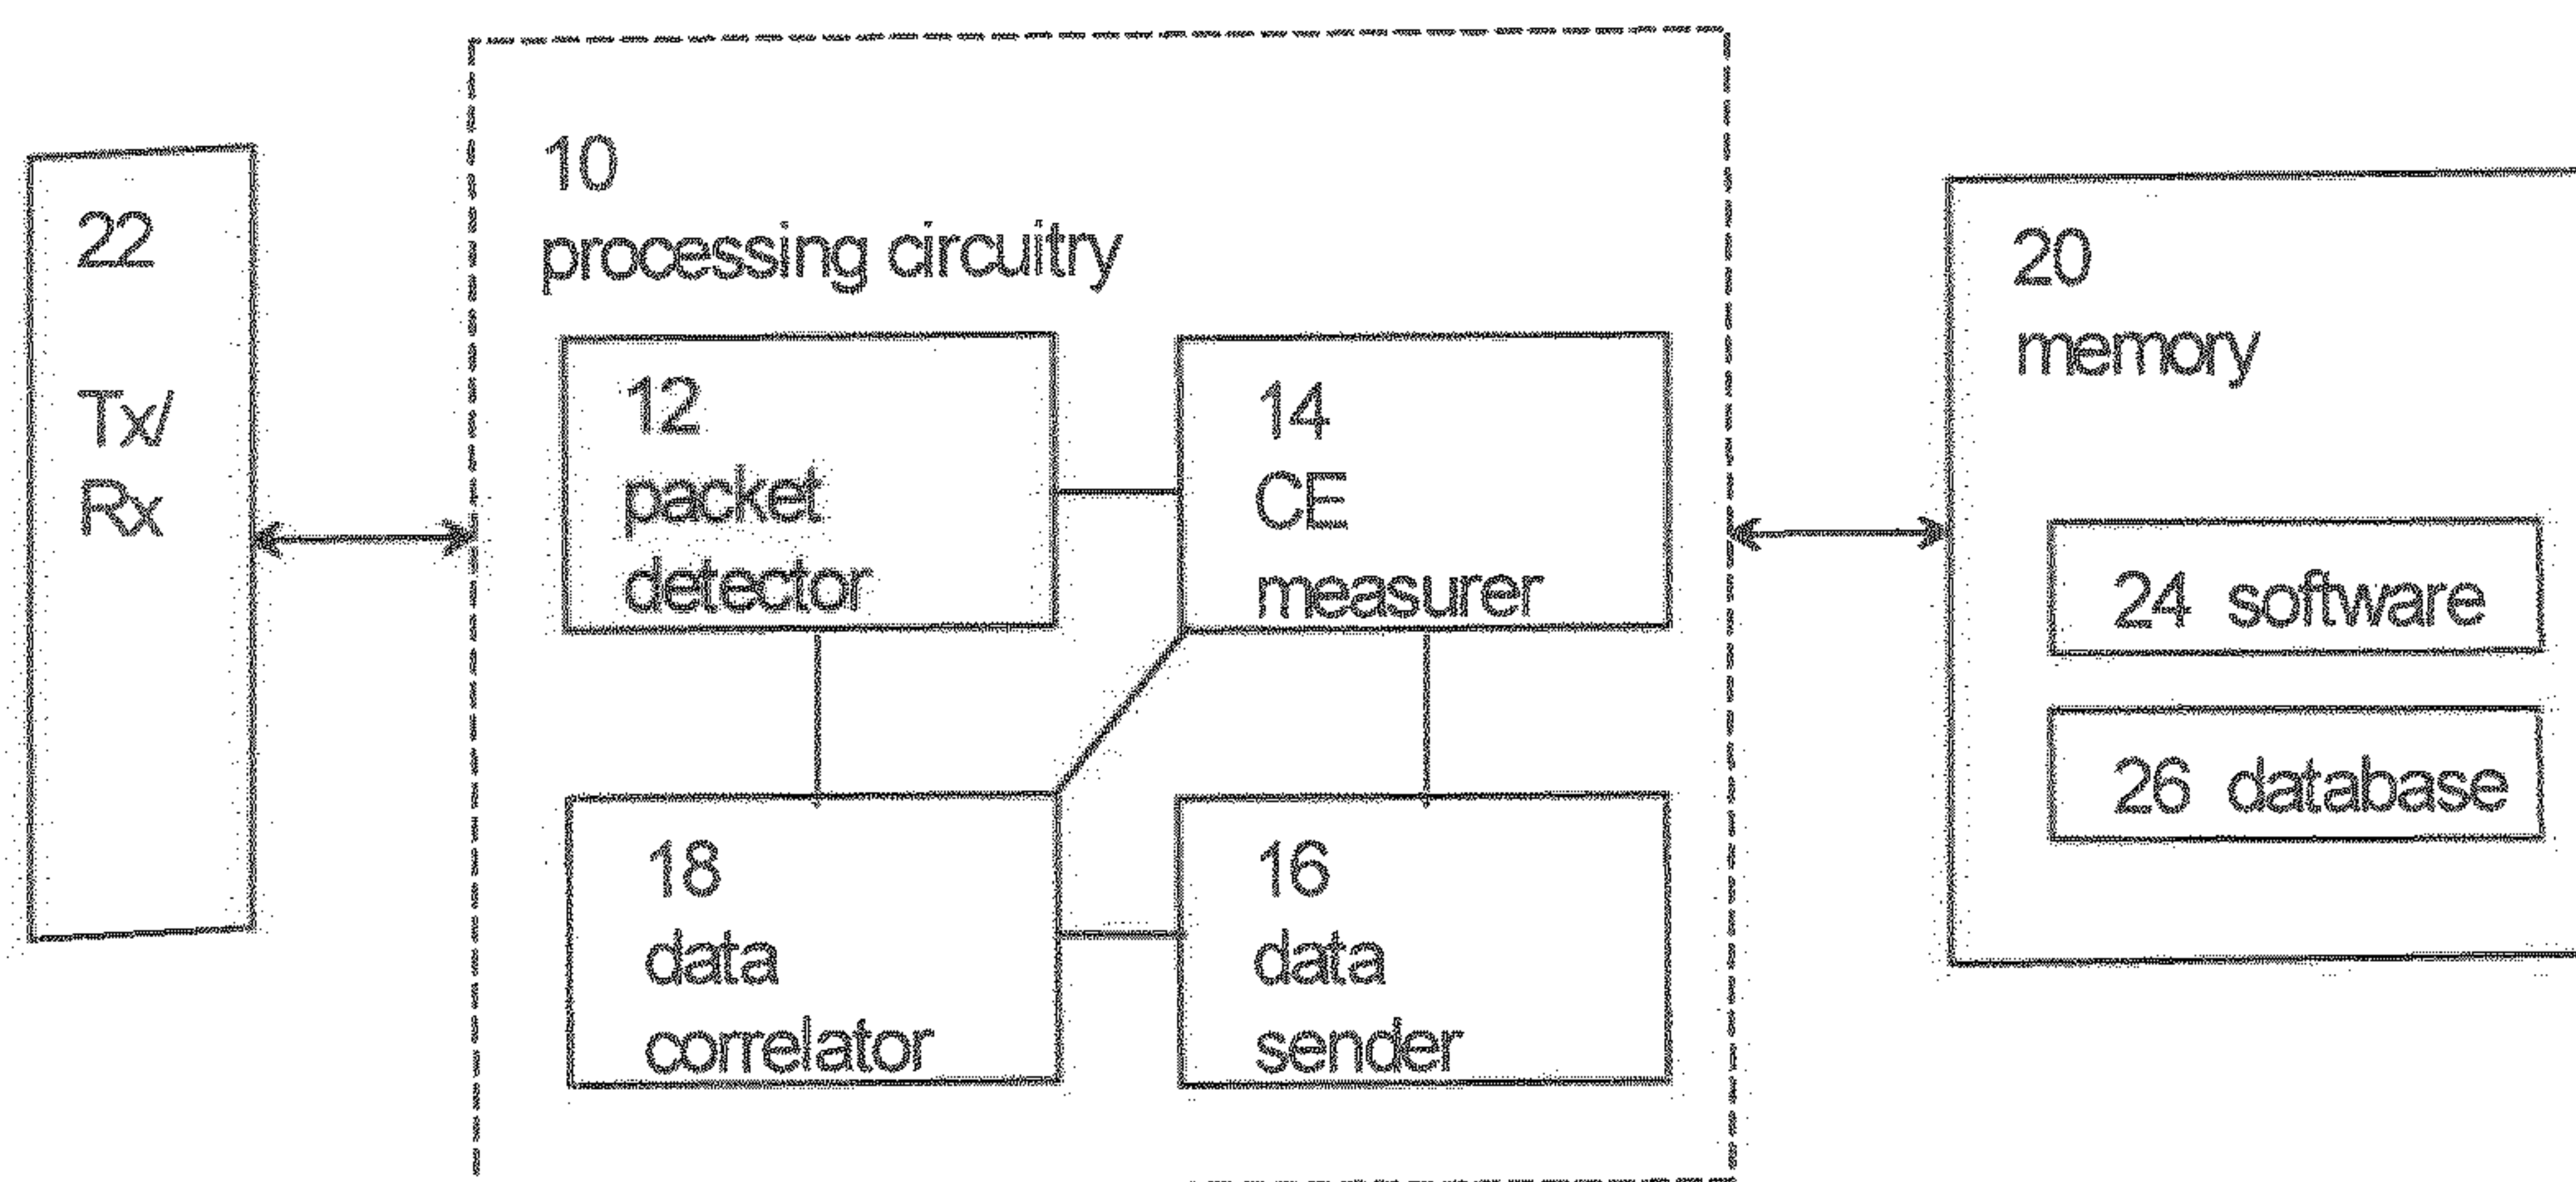 22
Tx/
Rx
10
processing circuitry
12
packet
detector
14
CE
measurer
18
data
correlator
16
data
sender
20
memory
24 software
26 database